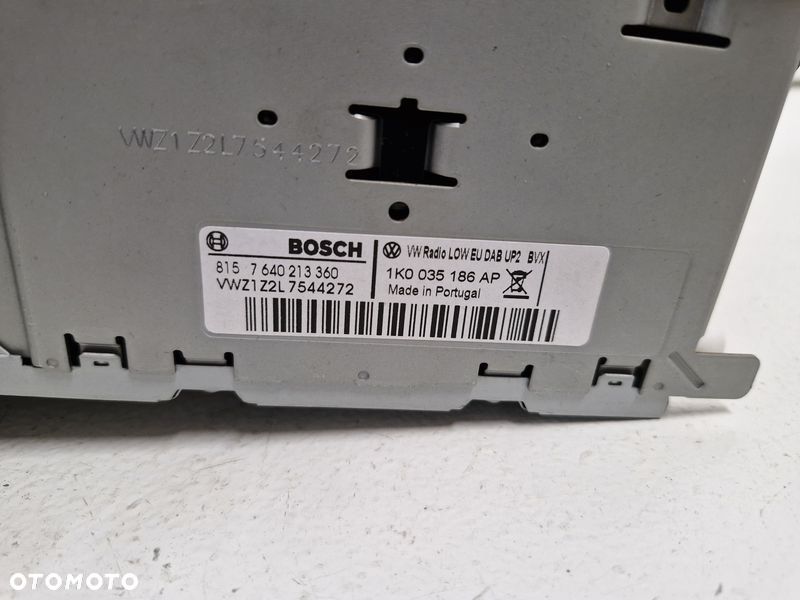 VWZ1Z2L7544272
BOSCH
815 7 640 213 360
VWZ1Z2L7544272
VW Radio LOW EU DAB UP2 BVX
1K0 035 186 AP
Made in Portugal
OTOMOTO